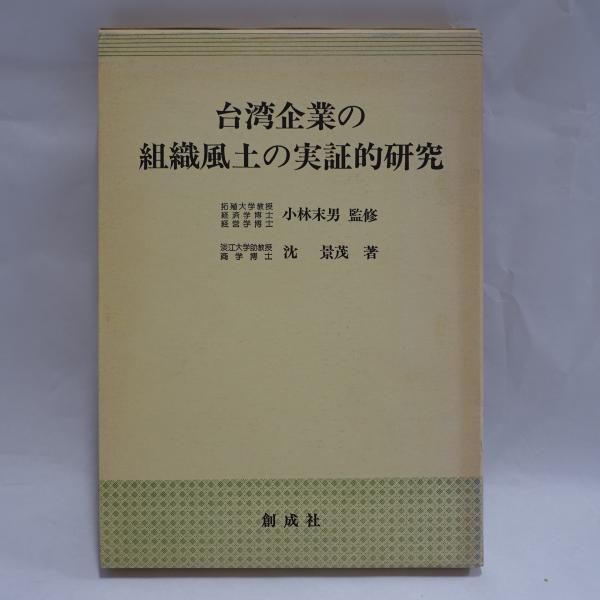 台湾企業の
組織風土の実証的研究
拓殖大学教授
経済学博士
経営学博士
小林末男 監修
淡江大学助教授
商学博士
沈 景茂 著
創成社